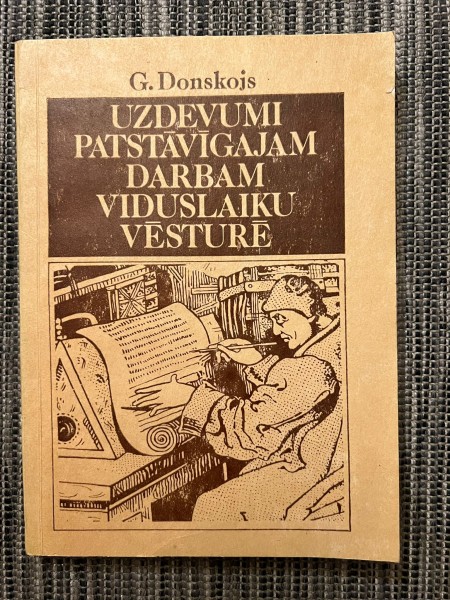 G. Donskojs
UZDEVUMI
PATSTĀVĪGAJAM
DARBAM
VIDUSLAIKU
VĒSTURĒ